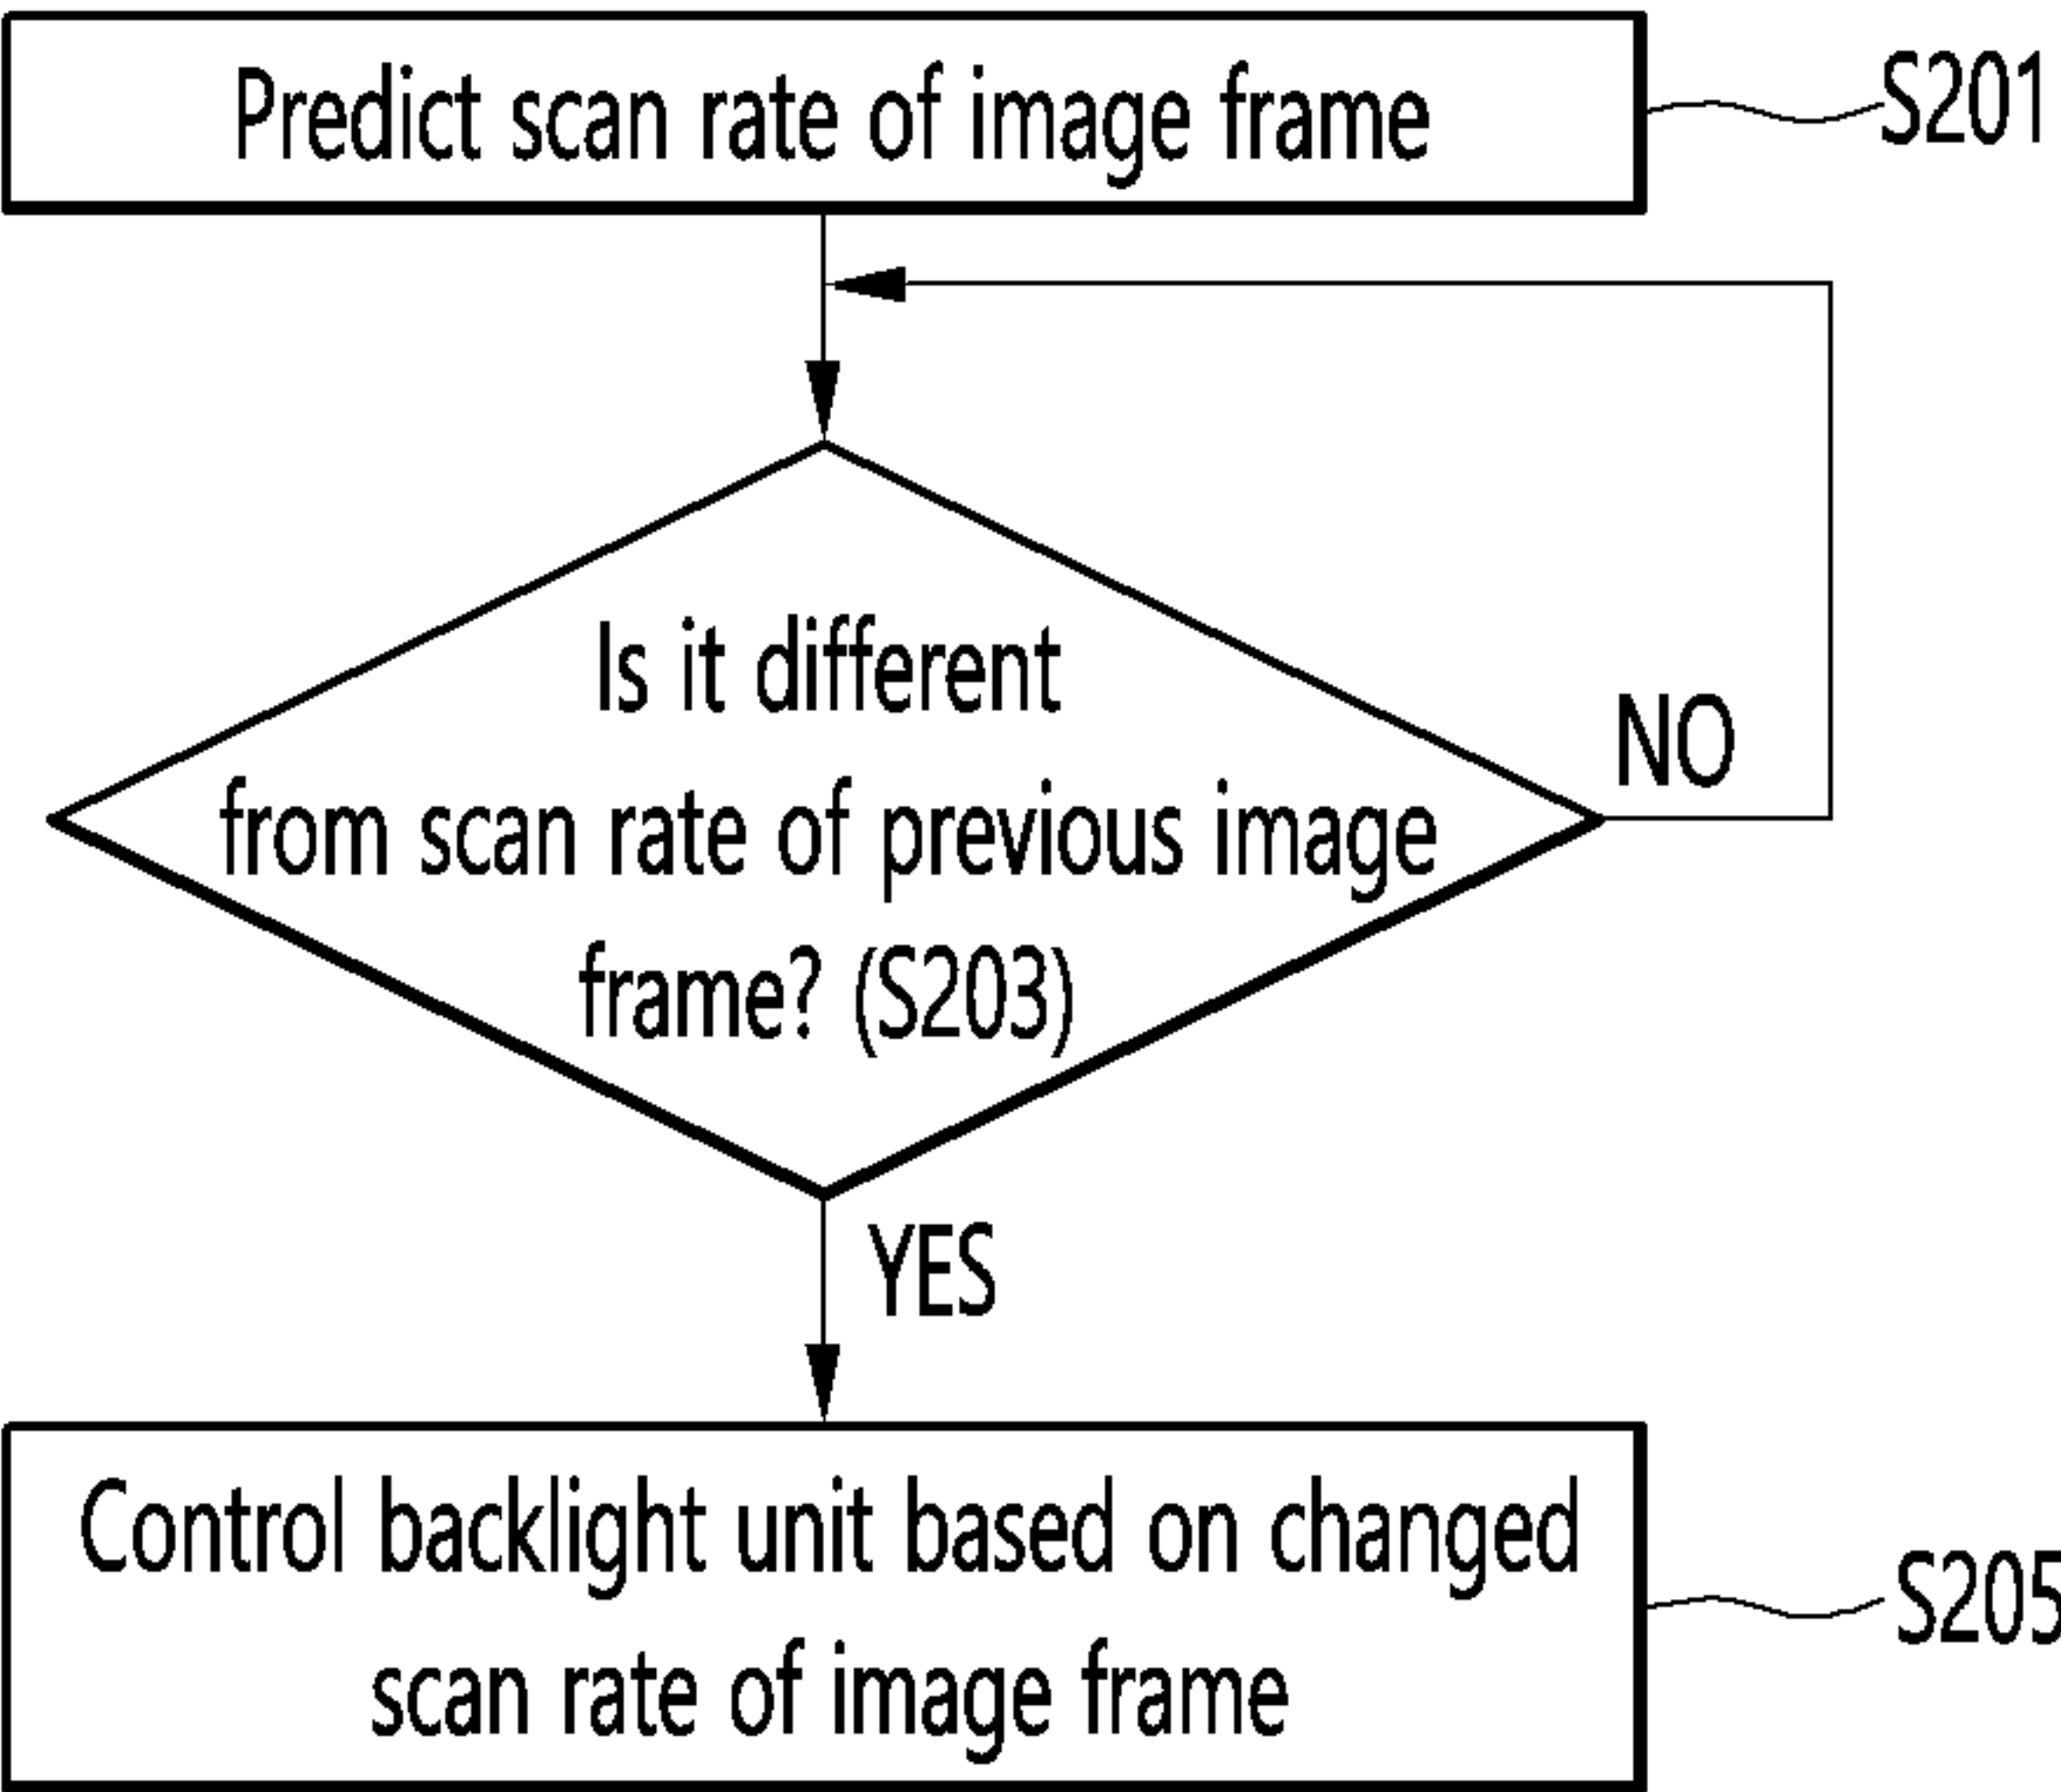 Predict scan rate of image frame
S201
Is it different
from scan rate of previous image
frame? (S203)
NO
YES
Control backlight unit based on changed
scan rate of image frame
S205